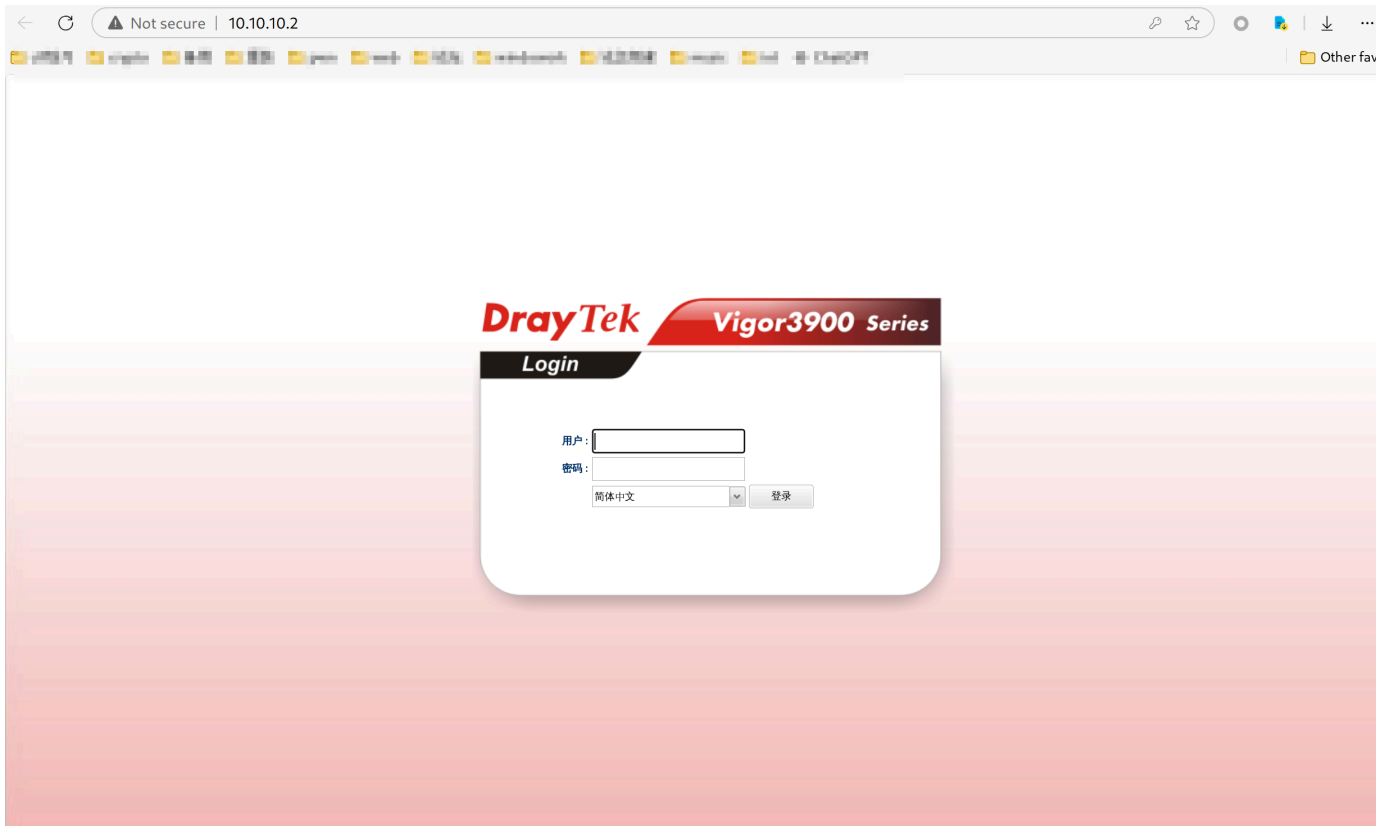 Not secure 10.10.10.2
Other fav
DrayTek Vigor3900 Series
Login
用户 :
密码 :
简体中文 登录